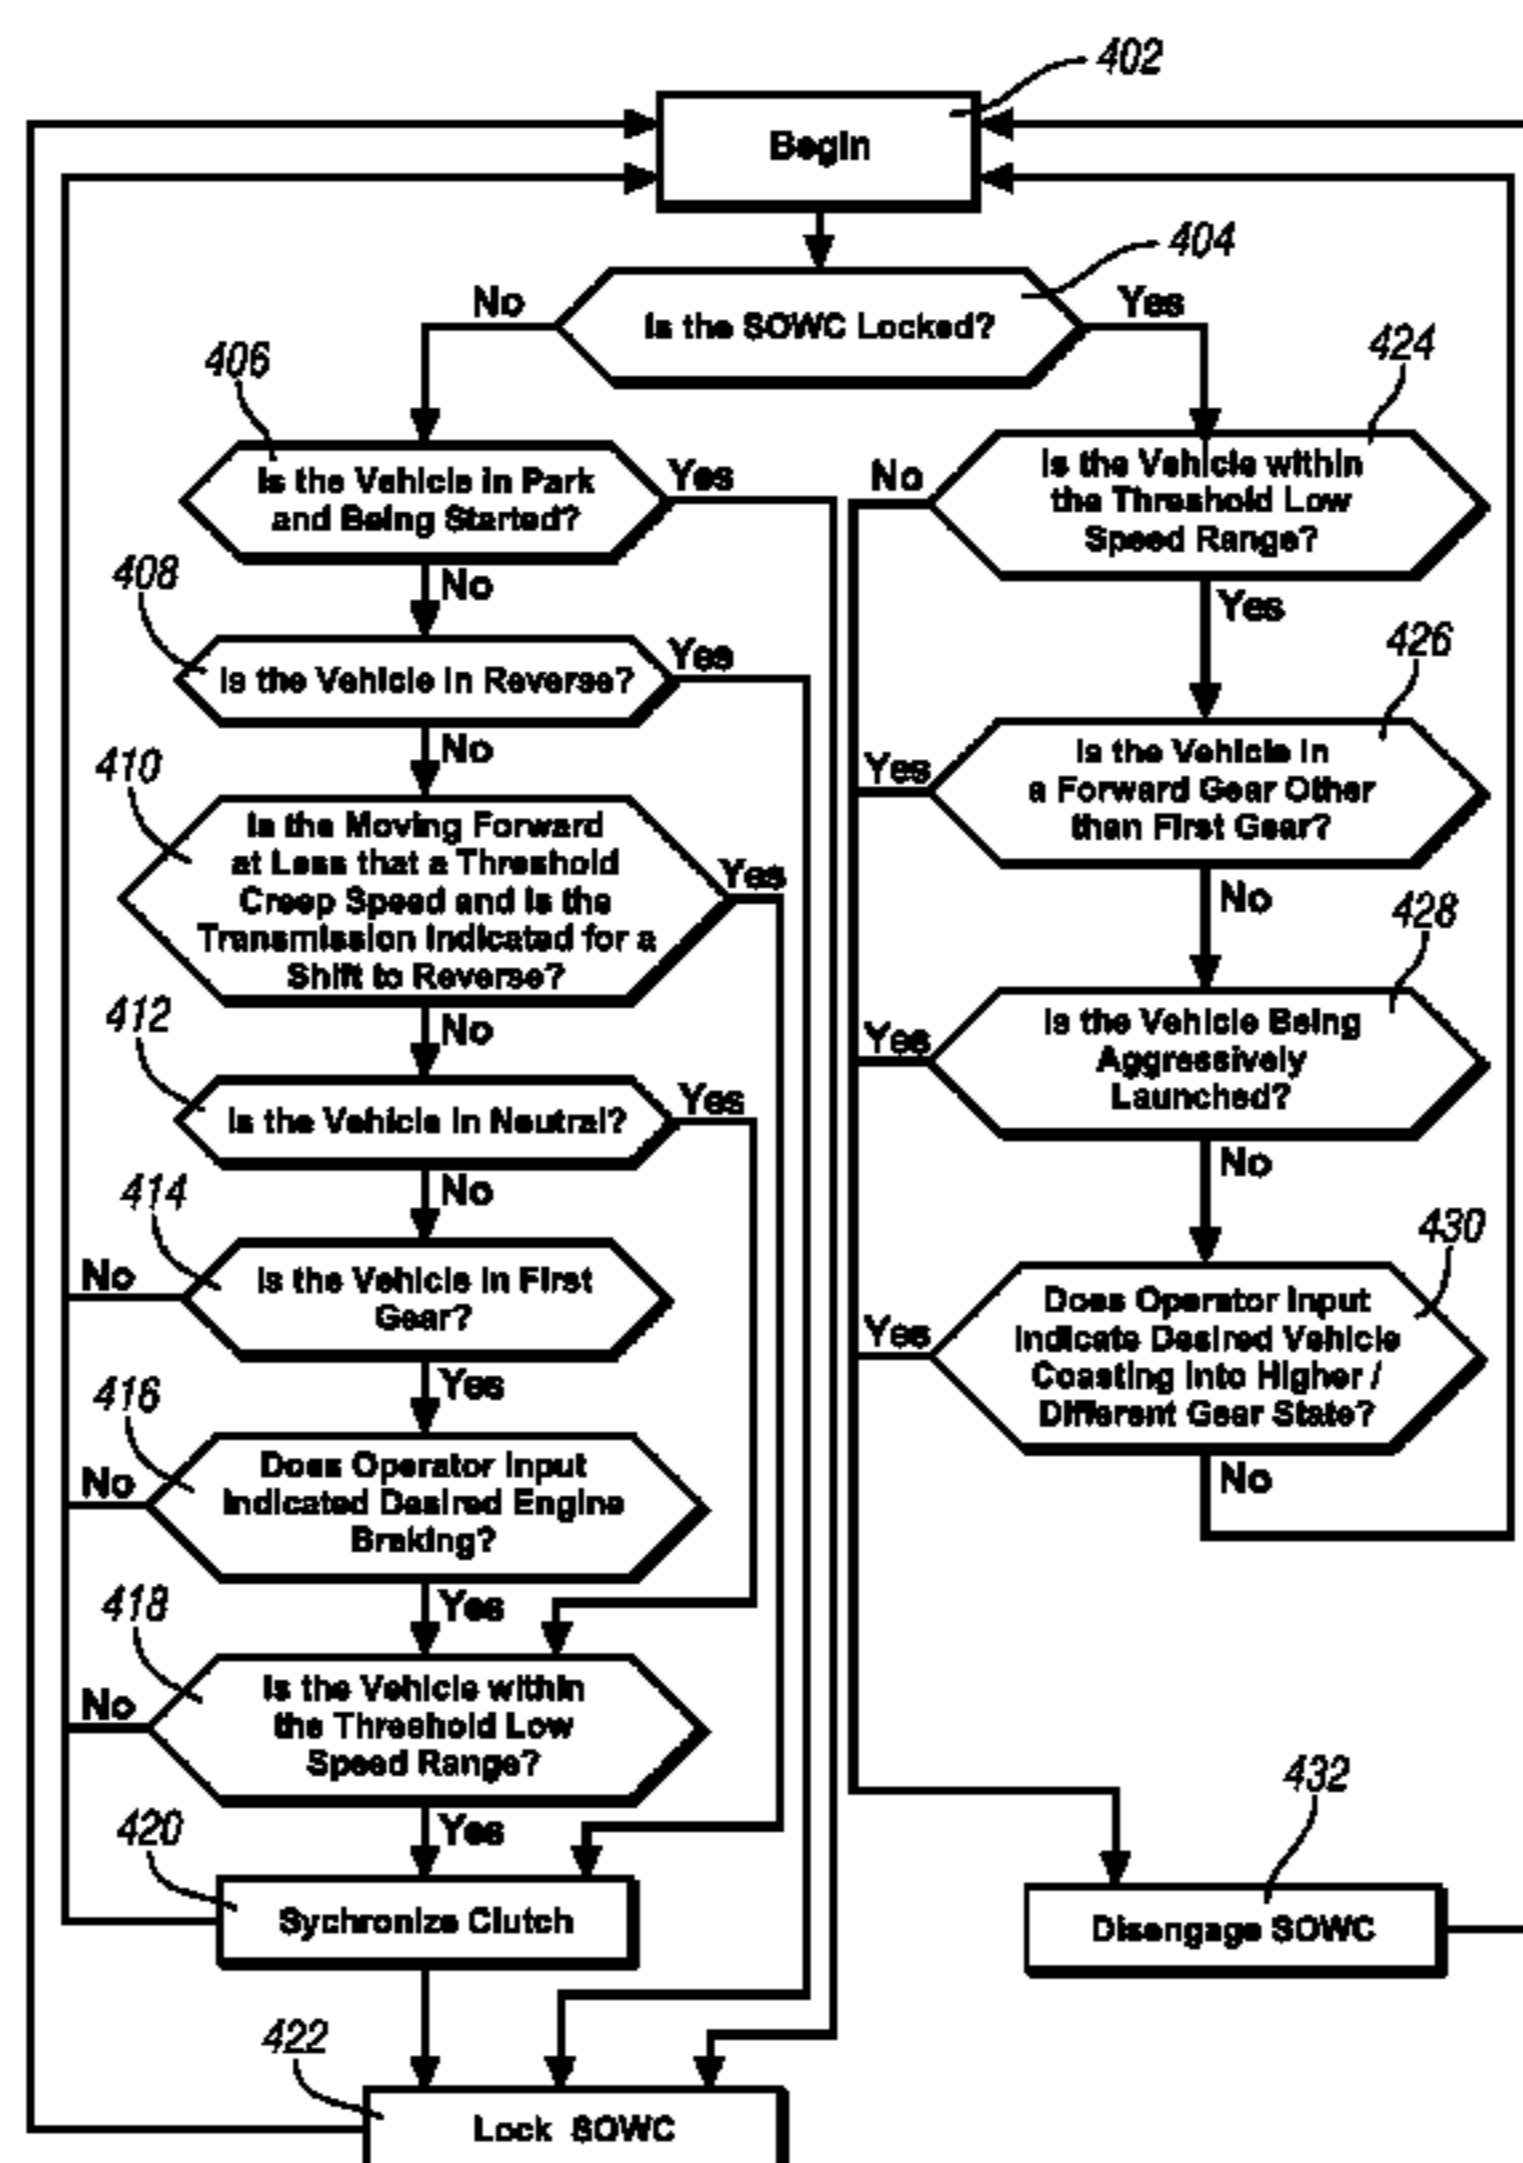 402
Begin
404
No
Is the SOWC Locked?
Yes
406
424
Is the Vehicle in Park
and Being Started?
Yes
No
Is the Vehicle within
the Threshold Low
Speed Range?
No
Yes
408
Is the Vehicle in Reverse?
Yes
No
426
Is the Vehicle in
a Forward Gear Other
than First Gear?
Yes
No
410
Is the Moving Forward
at Less that a Threshold
Creep Speed and is the
Transmission Indicated for a
Shift to Reverse?
Yes
No
428
Is the Vehicle Being
Aggressively
Launched?
Yes
No
412
Is the Vehicle in Neutral?
Yes
No
414
No
Is the Vehicle in First
Gear?
Yes
430
Does Operator Input
Indicate Desired Vehicle
Coasting into Higher /
Different Gear State?
Yes
No
416
No
Does Operator Input
Indicated Desired Engine
Braking?
Yes
418
No
Is the Vehicle within
the Threshold Low
Speed Range?
Yes
420
Sychronize Clutch
432
Disengage SOWC
422
Lock SOWC